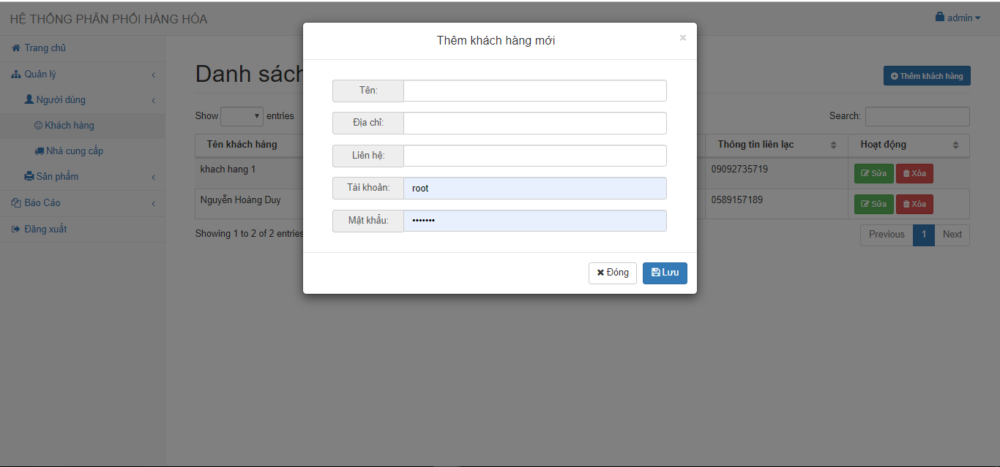 HỆ THỐNG PHÂN PHỐI HÀNG HÓA
admin
Trang chủ
Quản lý
Người dùng
Khách hàng
Nhà cung cấp
Sản phẩm
Báo Cáo
Đăng xuất
Danh sách
Thêm khách hàng
Show entries
Search:
Tên khách hàng Thông tin liên lạc Hoạt động
khach hang 1 09092735719 Sửa Xóa
Nguyễn Hoàng Duy 0589157189 Sửa Xóa
Showing 1 to 2 of 2 entries
Previous 1 Next
Thêm khách hàng mới ×
Tên:
Địa chỉ:
Liên hệ:
Tài khoản: root
Mật khẩu: •••••••
Đóng Lưu